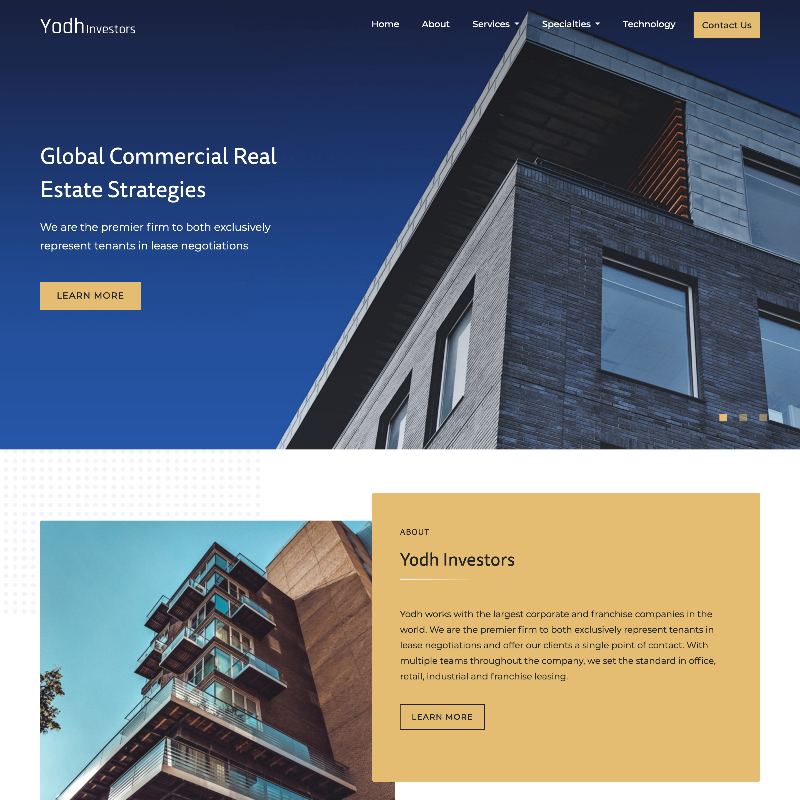 Yodh Investors
Home About Services Specialties Technology Contact Us
Global Commercial Real
Estate Strategies
We are the premier firm to both exclusively
represent tenants in lease negotiations
LEARN MORE
ABOUT
Yodh Investors
Yodh works with the largest corporate and franchise companies in the
world. We are the premier firm to both exclusively represent tenants in
lease negotiations and offer our clients a single point of contact. With
multiple teams throughout the company, we set the standard in office,
retail, industrial and franchise leasing.
LEARN MORE